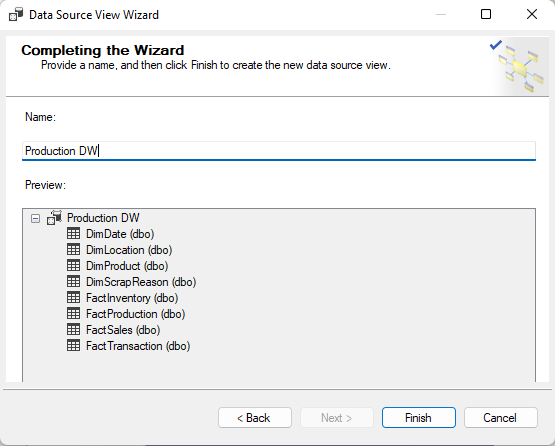 Data Source View Wizard
Completing the Wizard
Provide a name, and then click Finish to create the new data source view.
Name:
Production DW
Preview:
Production DW
DimDate (dbo)
DimLocation (dbo)
DimProduct (dbo)
DimScrapReason (dbo)
FactInventory (dbo)
FactProduction (dbo)
FactSales (dbo)
FactTransaction (dbo)
< Back
Next >
Finish
Cancel